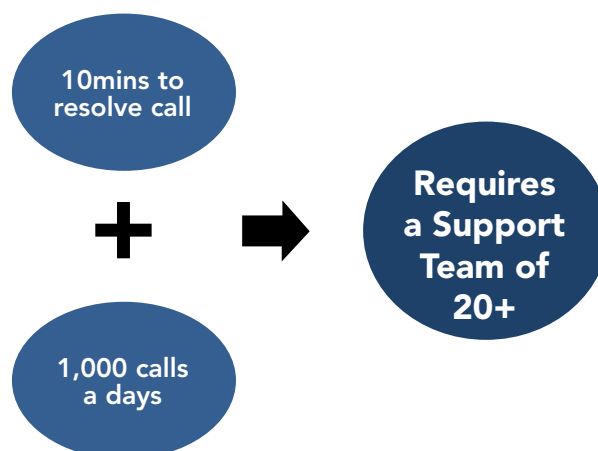 10mins to
resolve call
+
1,000 calls
a days
Requires
a Support
Team of
20+